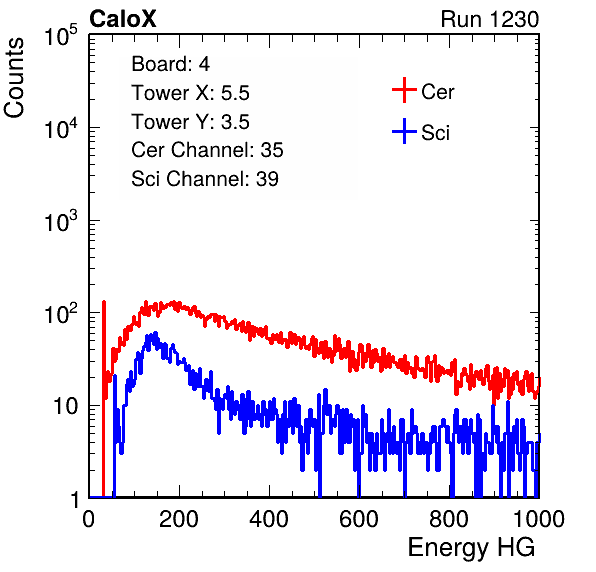 CaloX Run 1230
Board: 4
Tower X: 5.5
Tower Y: 3.5
Cer Channel: 35
Sci Channel: 39
Cer
Sci
Counts
10^5
10^4
10^3
10^2
10
1
0 200 400 600 800 1000
Energy HG